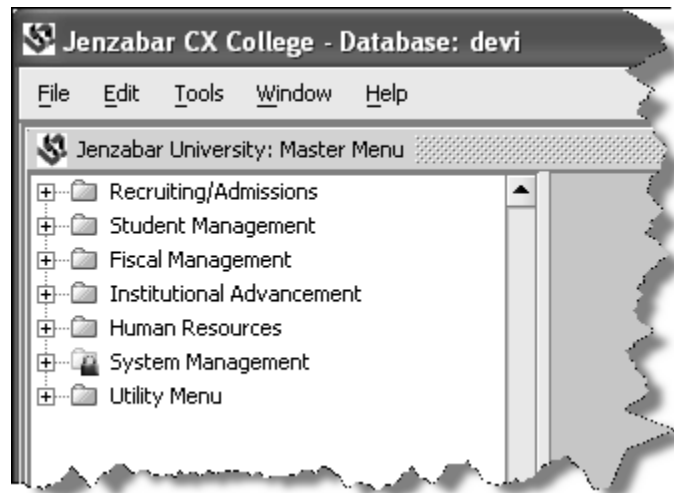 Jenzabar CX College - Database: devi
File Edit Tools Window Help
Jenzabar University: Master Menu
Recruiting/Admissions
Student Management
Fiscal Management
Institutional Advancement
Human Resources
System Management
Utility Menu